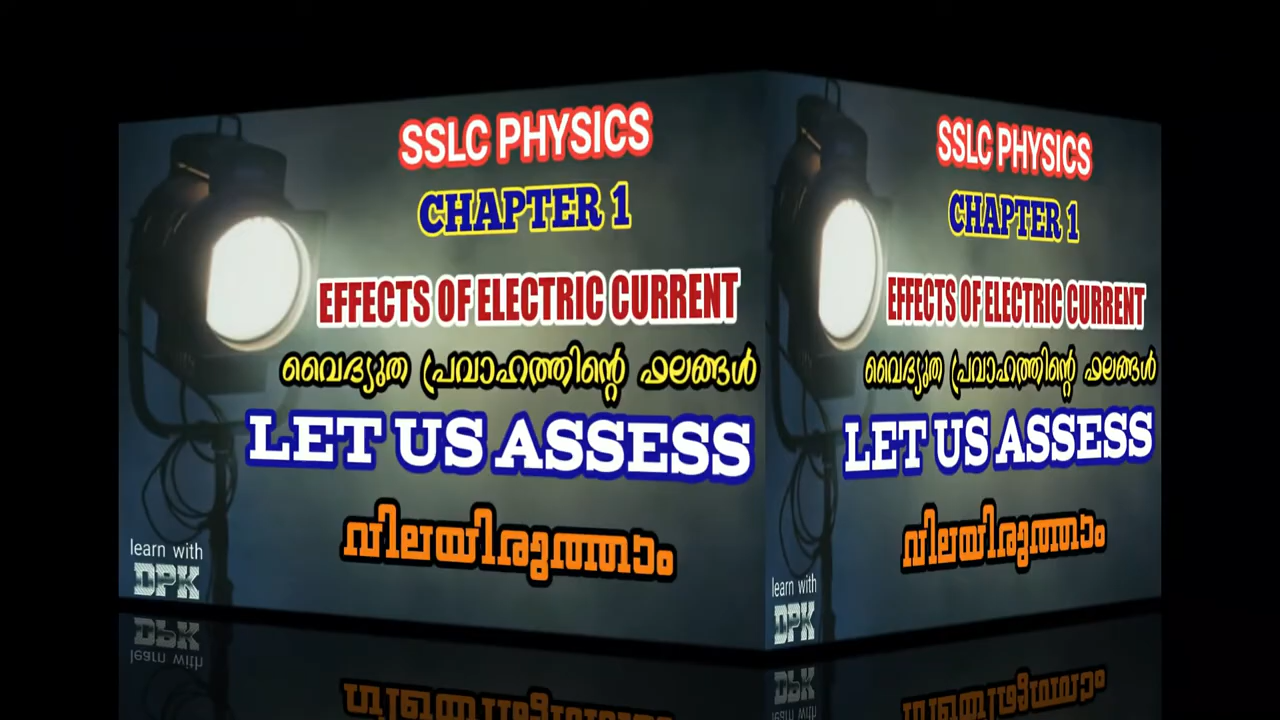 SSLC PHYSICS
CHAPTER 1
EFFECTS OF ELECTRIC CURRENT
വൈദ്യുത പ്രവാഹത്തിന്റെ ഫലങ്ങൾ
LET US ASSESS
വിലയിരുത്താം
learn with
DPK
SSLC PHYSICS
CHAPTER 1
EFFECTS OF ELECTRIC CURRENT
വൈദ്യുത പ്രവാഹത്തിന്റെ ഫലങ്ങൾ
LET US ASSESS
വിലയിരുത്താം
learn with
DPK